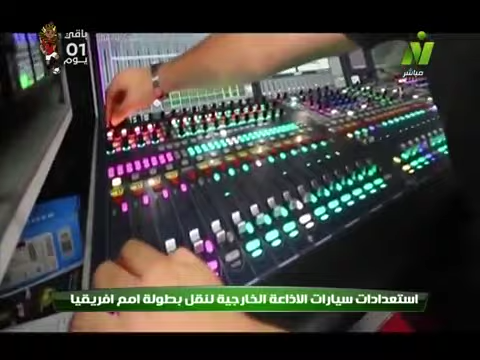 باقي
01
يوم
مباشر
استعدادات سيارات الاذاعة الخارجية لنقل بطولة امم افريقيا